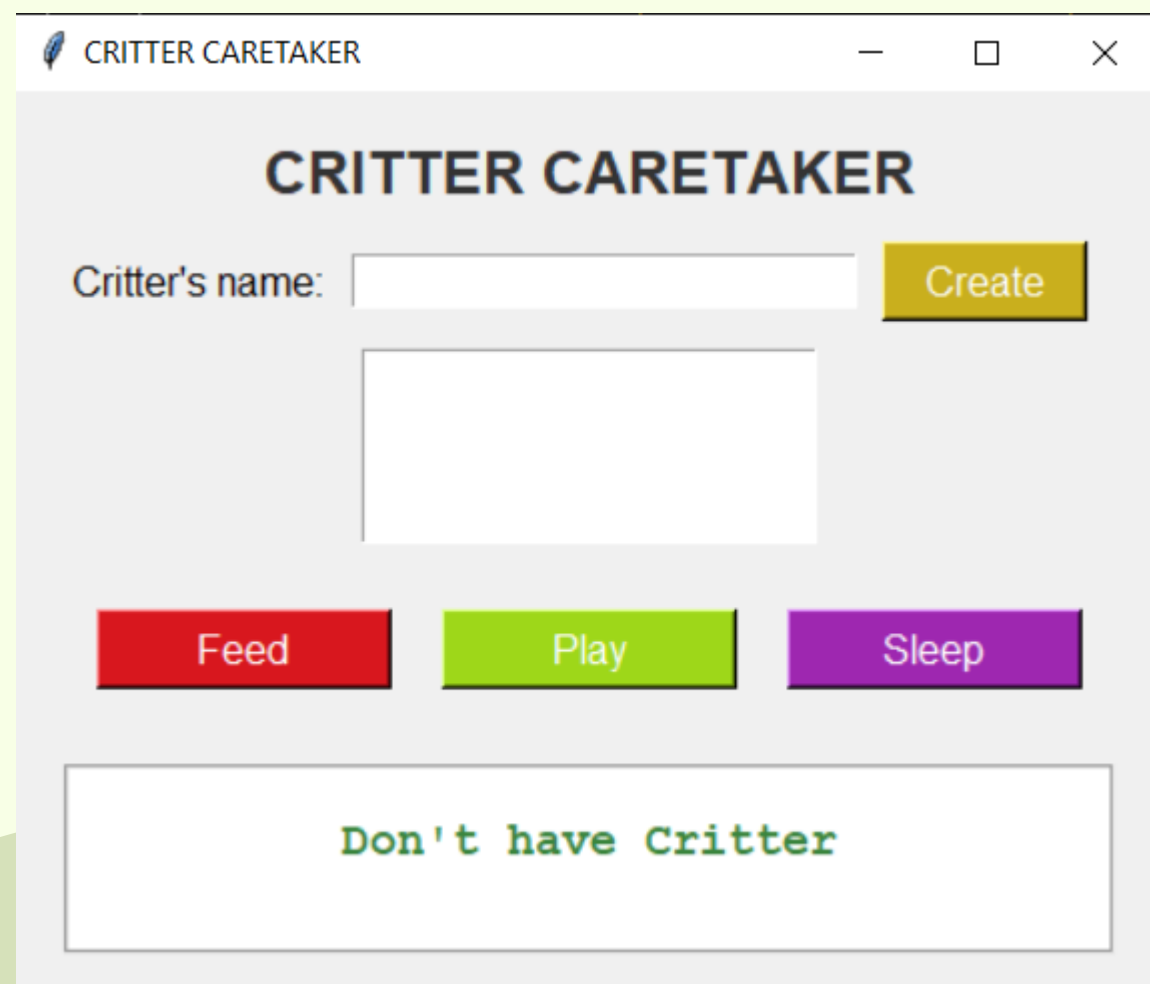 CRITTER CARETAKER
CRITTER CARETAKER
Critter's name: Create
Feed Play Sleep
Don't have Critter